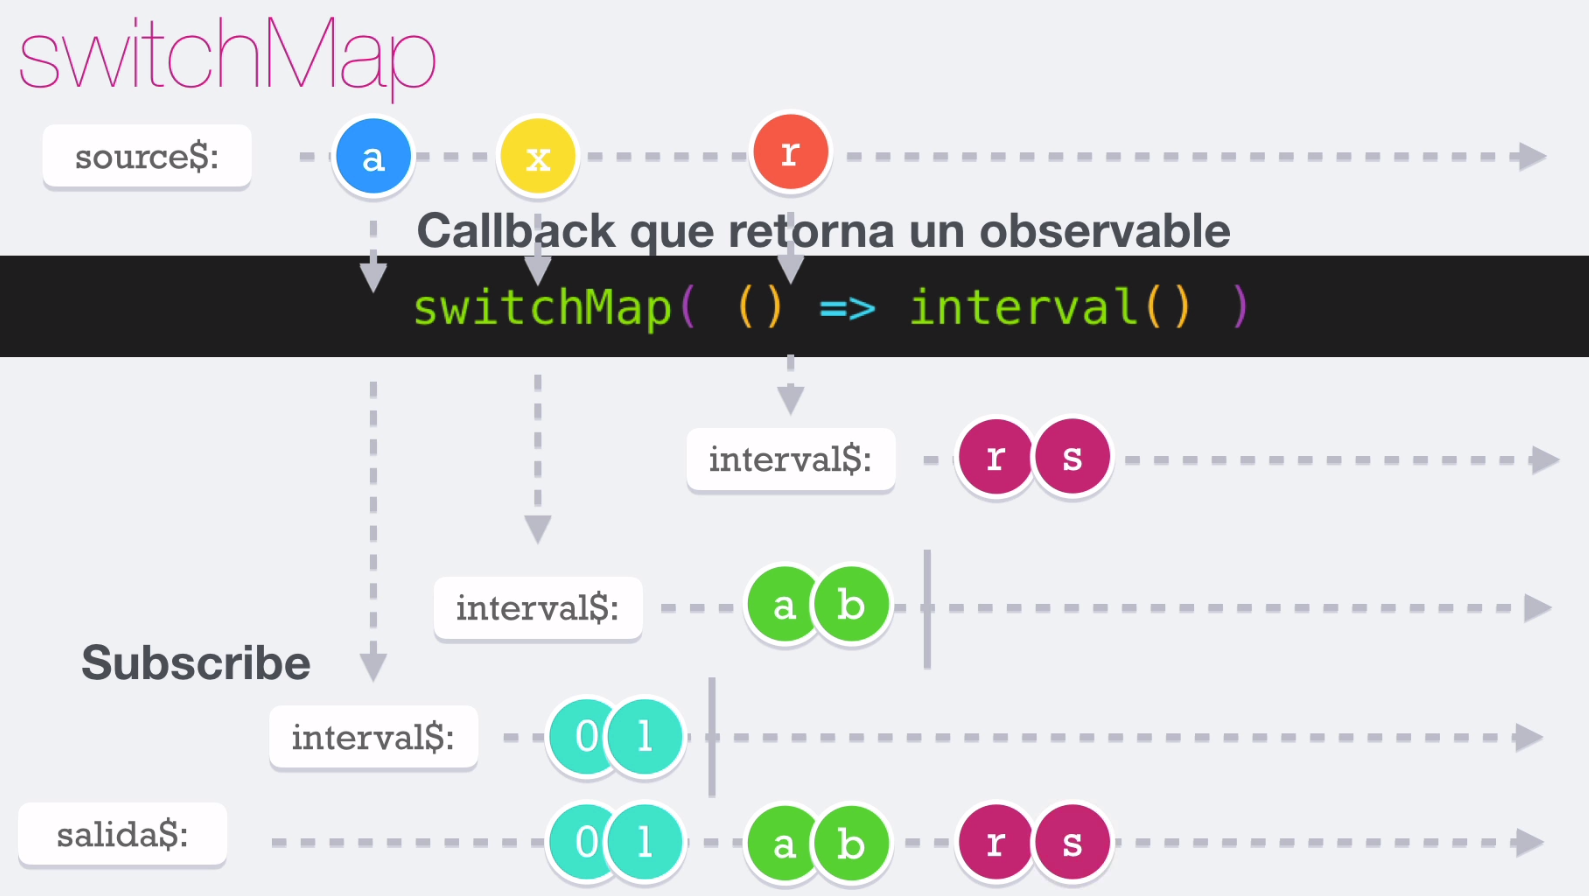 switchMap
source$: a x r
Callback que retorna un observable
switchMap( () => interval() )
interval$: r s
interval$: a b
Subscribe
interval$: 0 1
salida$: 0 1 a b r s